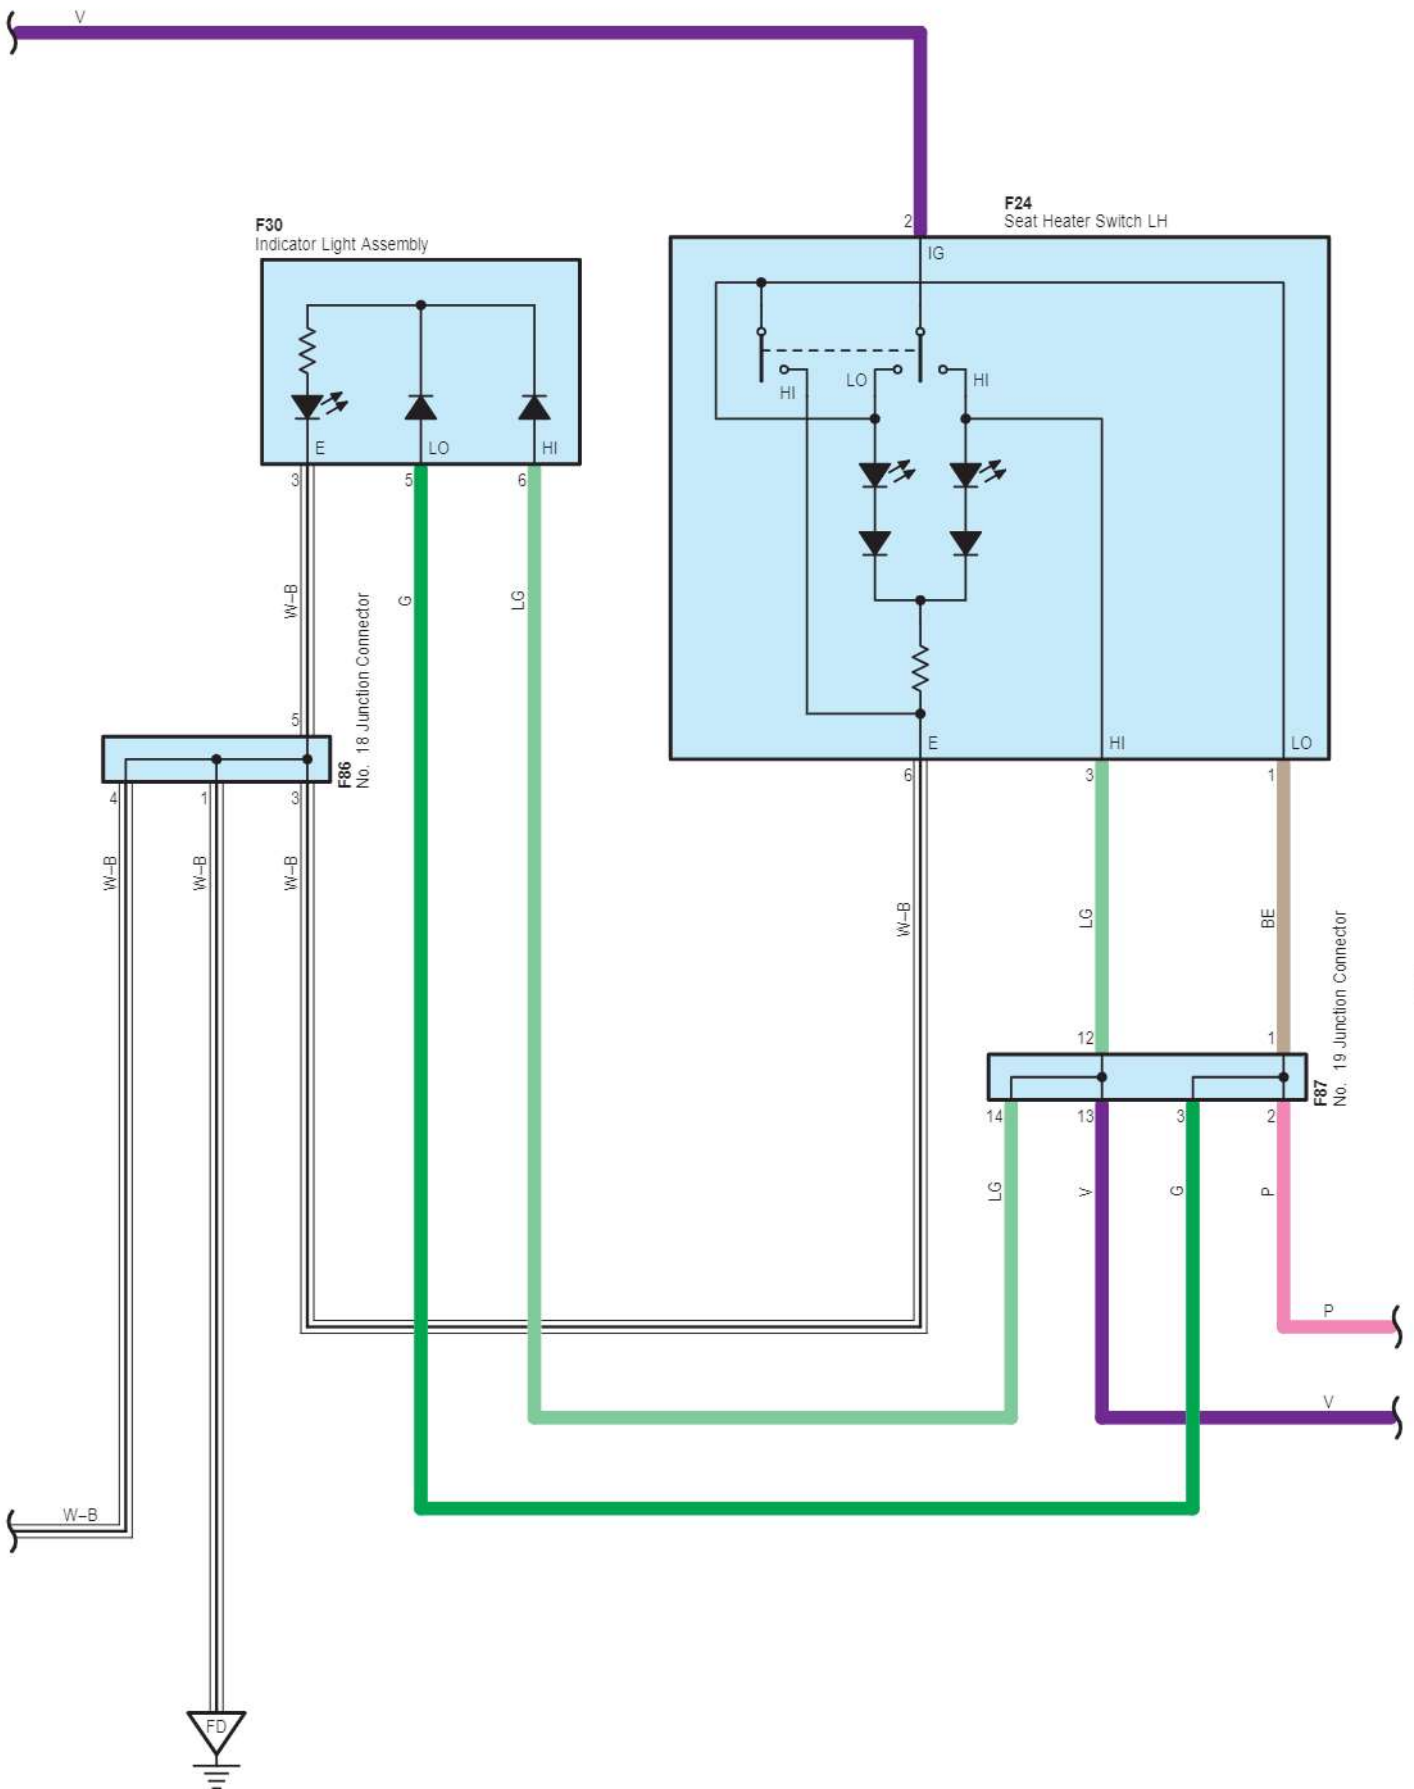 V
F24
Seat Heater Switch LH
2
IG
F30
Indicator Light Assembly
HI
LO
HI
E
LO
HI
3
5
6
W–B
G
LG
5
F86
No. 18 Junction Connector
E
HI
LO
6
3
1
4
1
3
W–B
W–B
W–B
W–B
LG
BE
12
1
F87
No. 19 Junction Connector
14
13
3
2
LG
V
G
P
P
V
W–B
FD